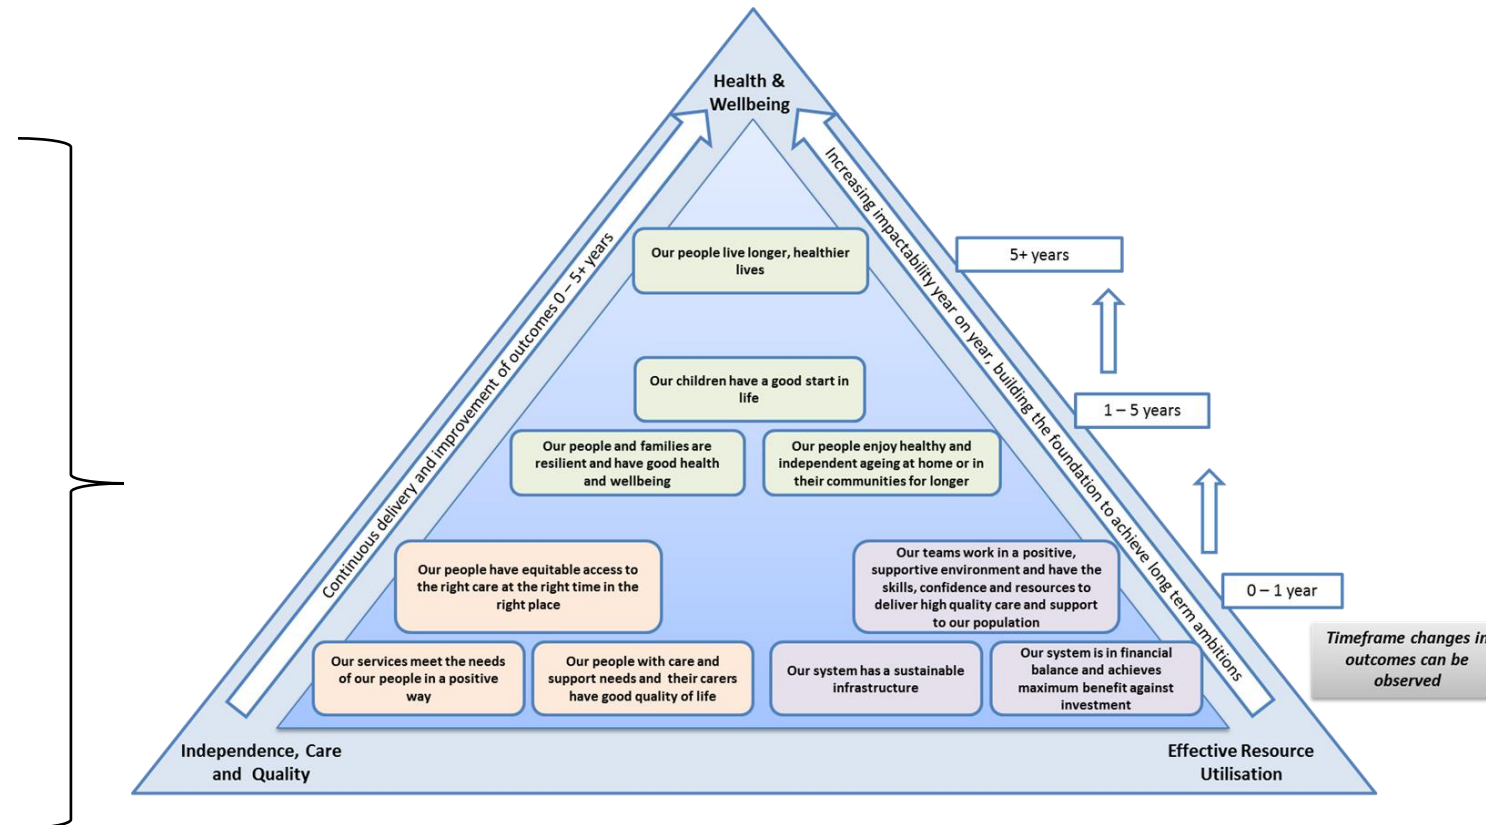 Health &
Wellbeing
Continuous delivery and improvement of outcomes 0 – 5+ years
Increasing impactability year on year, building the foundation to achieve long term ambitions
Our people live longer, healthier
lives
5+ years
Our children have a good start in
life
1 – 5 years
Our people and families are
resilient and have good health
and wellbeing
Our people enjoy healthy and
independent ageing at home or in
their communities for longer
Our people have equitable access to
the right care at the right time in the
right place
Our teams work in a positive,
supportive environment and have the
skills, confidence and resources to
deliver high quality care and support
to our population
0 – 1 year
Timeframe changes in
outcomes can be
observed
Our services meet the needs
of our people in a positive
way
Our people with care and
support needs and their carers
have good quality of life
Our system has a sustainable
infrastructure
Our system is in financial
balance and achieves
maximum benefit against
investment
Independence, Care
and Quality
Effective Resource
Utilisation